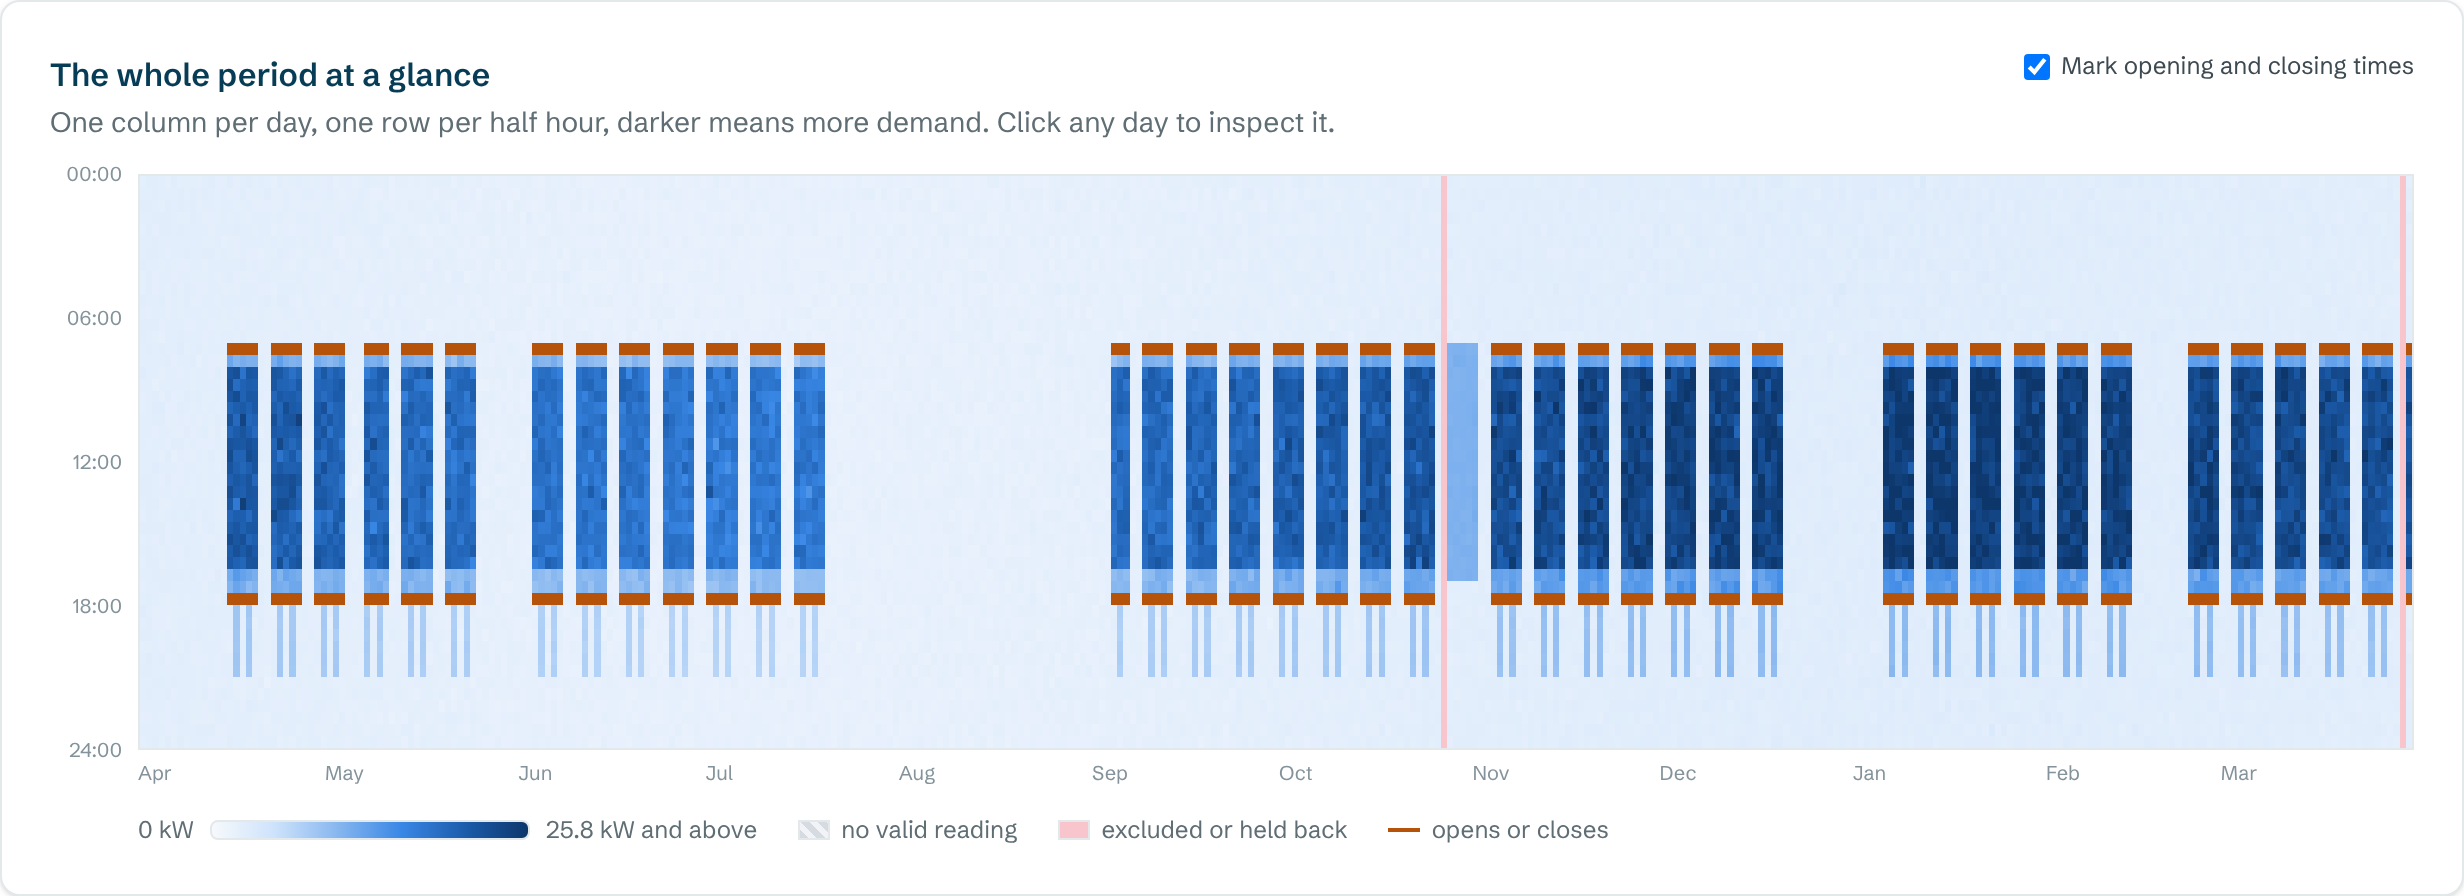 The whole period at a glance
Mark opening and closing times
One column per day, one row per half hour, darker means more demand. Click any day to inspect it.
00:00
06:00
12:00
18:00
24:00
Apr May Jun Jul Aug Sep Oct Nov Dec Jan Feb Mar
0 kW 25.8 kW and above no valid reading excluded or held back opens or closes